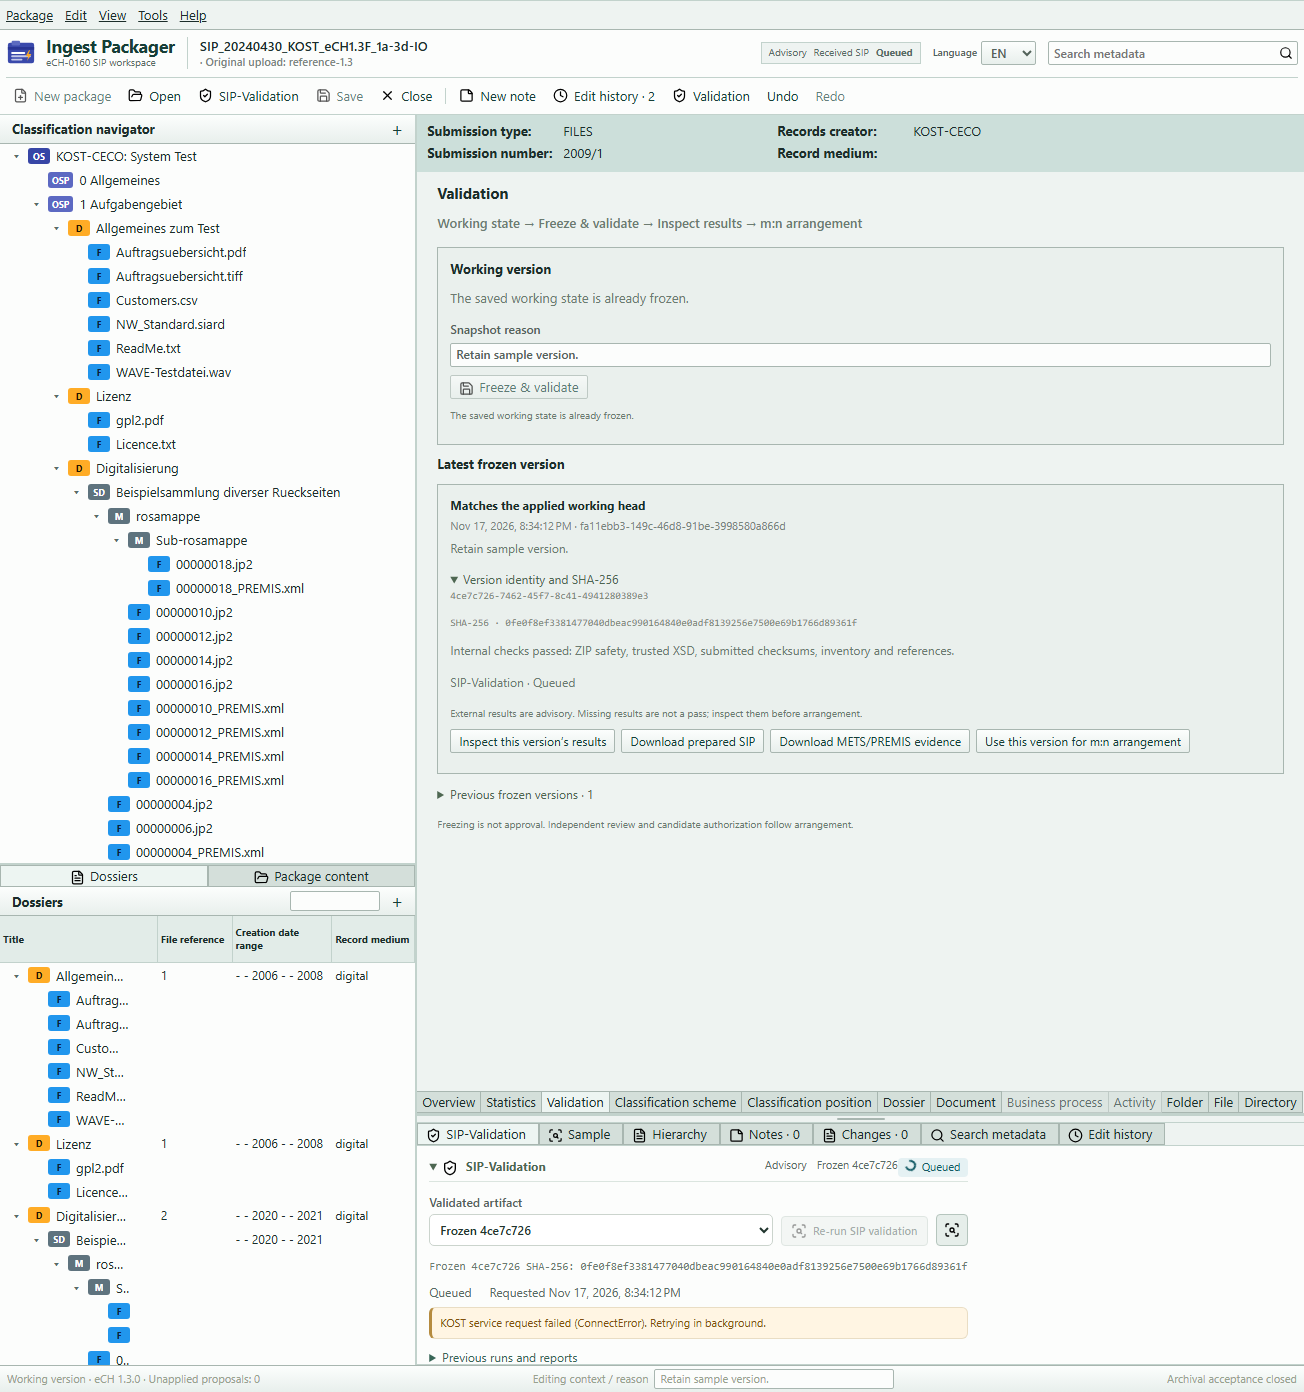 Package Edit View Tools Help
Ingest Packager
eCH-0160 SIP workspace
SIP_20240430_KOST_eCH1.3F_1a-3d-IO
· Original upload: reference-1.3
Advisory Received SIP Queued
Language EN
Search metadata
New package Open SIP-Validation Save Close New note Edit history · 2 Validation Undo Redo
Classification navigator +
OS KOST-CECO: System Test
OSP 0 Allgemeines
OSP 1 Aufgabengebiet
D Allgemeines zum Test
F Auftragsuebersicht.pdf
F Auftragsuebersicht.tiff
F Customers.csv
F NW_Standard.siard
F ReadMe.txt
F WAVE-Testdatei.wav
D Lizenz
F gpl2.pdf
F Licence.txt
D Digitalisierung
SD Beispielsammlung diverser Rueckseiten
M rosamappe
M Sub-rosamappe
F 00000018.jp2
F 00000018_PREMIS.xml
F 00000010.jp2
F 00000012.jp2
F 00000014.jp2
F 00000016.jp2
F 00000010_PREMIS.xml
F 00000012_PREMIS.xml
F 00000014_PREMIS.xml
F 00000016_PREMIS.xml
F 00000004.jp2
F 00000006.jp2
F 00000004_PREMIS.xml
Dossiers Package content
Dossiers +
Title File reference Creation date range Record medium
D Allgemein... 1 - - 2006 - - 2008 digital
F Auftrag...
F Auftrag...
F Custo...
F NW_St...
F ReadM...
F WAVE-...
D Lizenz 1 - - 2006 - - 2008 digital
F gpl2.pdf
F Licence...
D Digitalisier... 2 - - 2020 - - 2021 digital
SD Beispie... - - 2020 - - 2021
M ros...
M S..
F
F
F 0..
Submission type: FILES Records creator: KOST-CECO
Submission number: 2009/1 Record medium:
Validation
Working state → Freeze & validate → Inspect results → m:n arrangement
Working version
The saved working state is already frozen.
Snapshot reason
Retain sample version.
Freeze & validate
The saved working state is already frozen.
Latest frozen version
Matches the applied working head
Nov 17, 2026, 8:34:12 PM · fa11ebb3-149c-46d8-91be-3998580a866d
Retain sample version.
Version identity and SHA-256
4ce7c726-7462-45f7-8c41-4941280389e3
SHA-256 · 0fe0f8ef3381477040dbeac990164840e0adf8139256e7500e69b1766d89361f
Internal checks passed: ZIP safety, trusted XSD, submitted checksums, inventory and references.
SIP-Validation · Queued
External results are advisory. Missing results are not a pass; inspect them before arrangement.
Inspect this version's results Download prepared SIP Download METS/PREMIS evidence Use this version for m:n arrangement
Previous frozen versions · 1
Freezing is not approval. Independent review and candidate authorization follow arrangement.
Overview Statistics Validation Classification scheme Classification position Dossier Document Business process Activity Folder File Directory
SIP-Validation Sample Hierarchy Notes · 0 Changes · 0 Search metadata Edit history
SIP-Validation Advisory Frozen 4ce7c726 Queued
Validated artifact
Frozen 4ce7c726 Re-run SIP validation
Frozen 4ce7c726 SHA-256: 0fe0f8ef3381477040dbeac990164840e0adf8139256e7500e69b1766d89361f
Queued Requested Nov 17, 2026, 8:34:12 PM
KOST service request failed (ConnectError). Retrying in background.
Previous runs and reports
Working version · eCH 1.3.0 · Unapplied proposals: 0 Editing context / reason Retain sample version. Archival acceptance closed